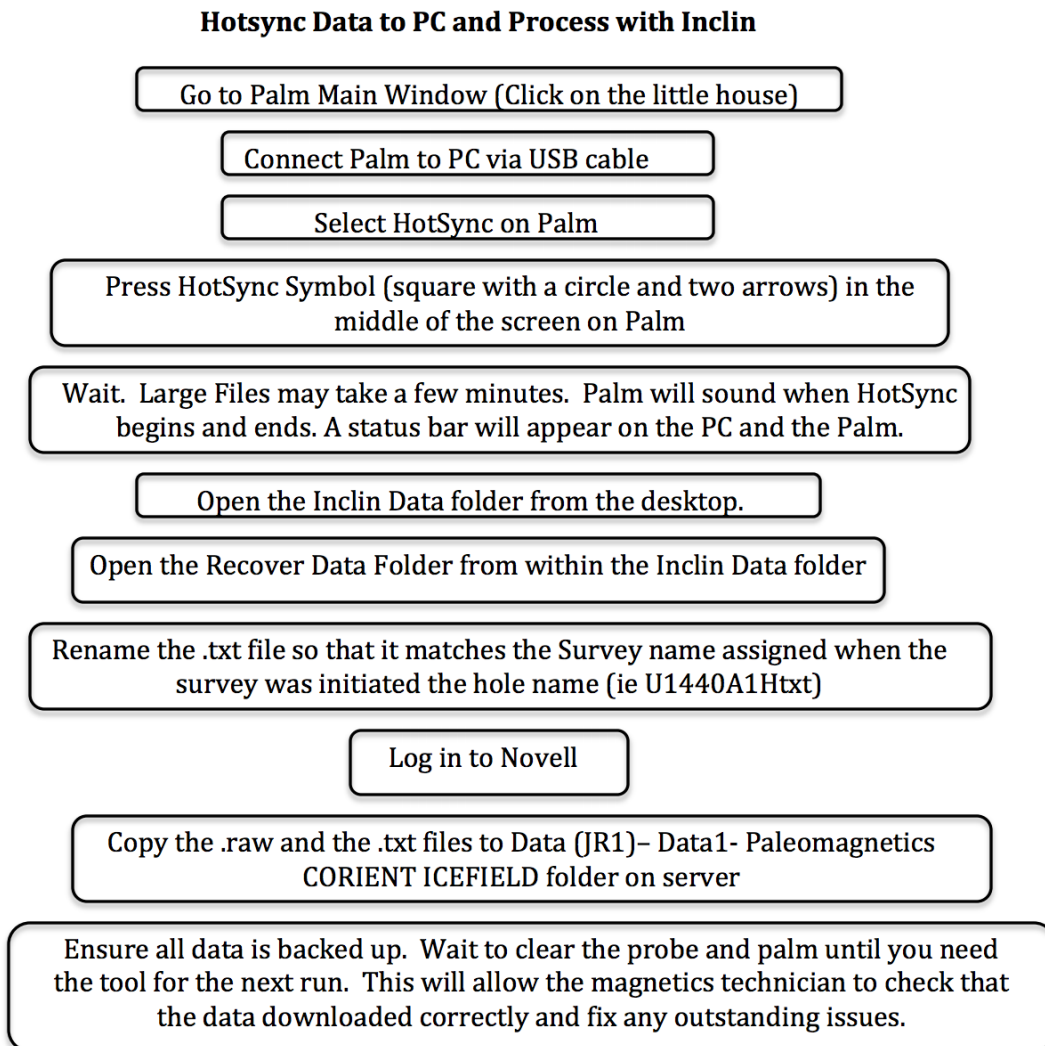 Hotsync Data to PC and Process with Inclin
Go to Palm Main Window (Click on the little house)
Connect Palm to PC via USB cable
Select HotSync on Palm
Press HotSync Symbol (square with a circle and two arrows) in the
middle of the screen on Palm
Wait.  Large Files may take a few minutes.  Palm will sound when HotSync
begins and ends. A status bar will appear on the PC and the Palm.
Open the Inclin Data folder from the desktop.
Open the Recover Data Folder from within the Inclin Data folder
Rename the .txt file so that it matches the Survey name assigned when the
survey was initiated the hole name (ie U1440A1Htxt)
Log in to Novell
Copy the .raw and the .txt files to Data (JR1)– Data1- Paleomagnetics
CORIENT ICEFIELD folder on server
Ensure all data is backed up.  Wait to clear the probe and palm until you need
the tool for the next run.  This will allow the magnetics technician to check that
the data downloaded correctly and fix any outstanding issues.